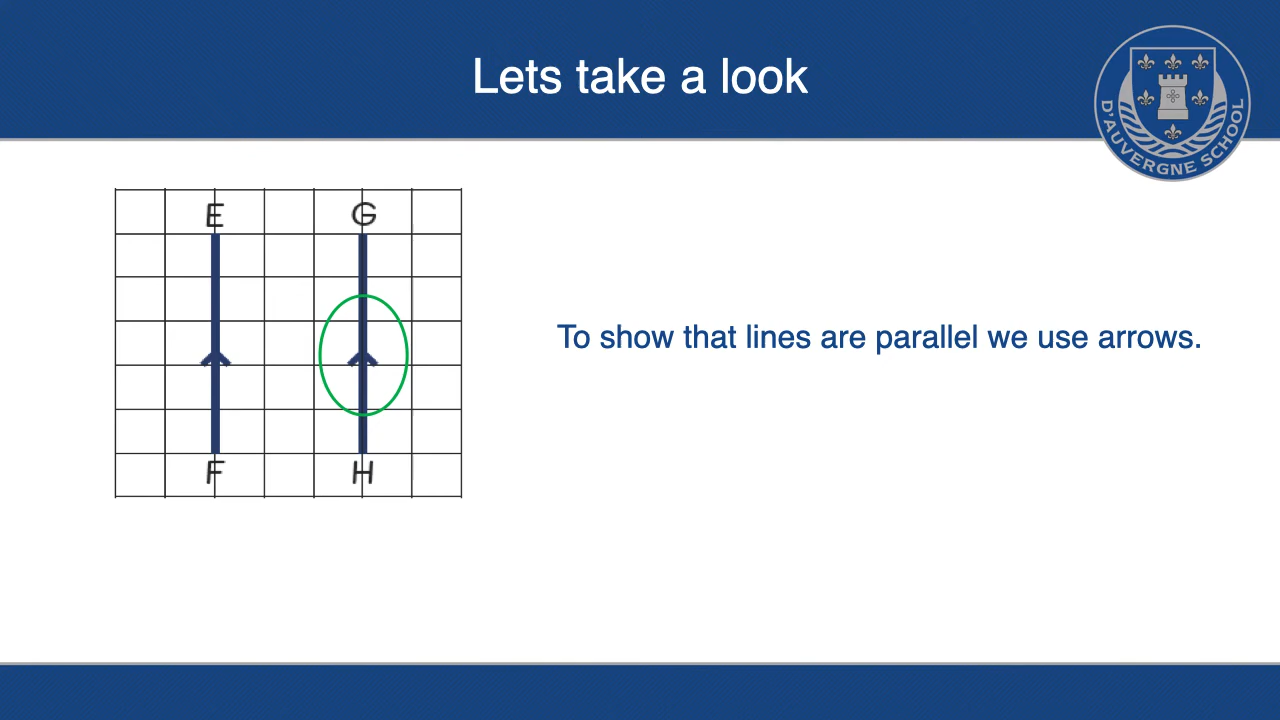 Lets take a look
D'AUVERGNE SCHOOL
E G
To show that lines are parallel we use arrows.
F H